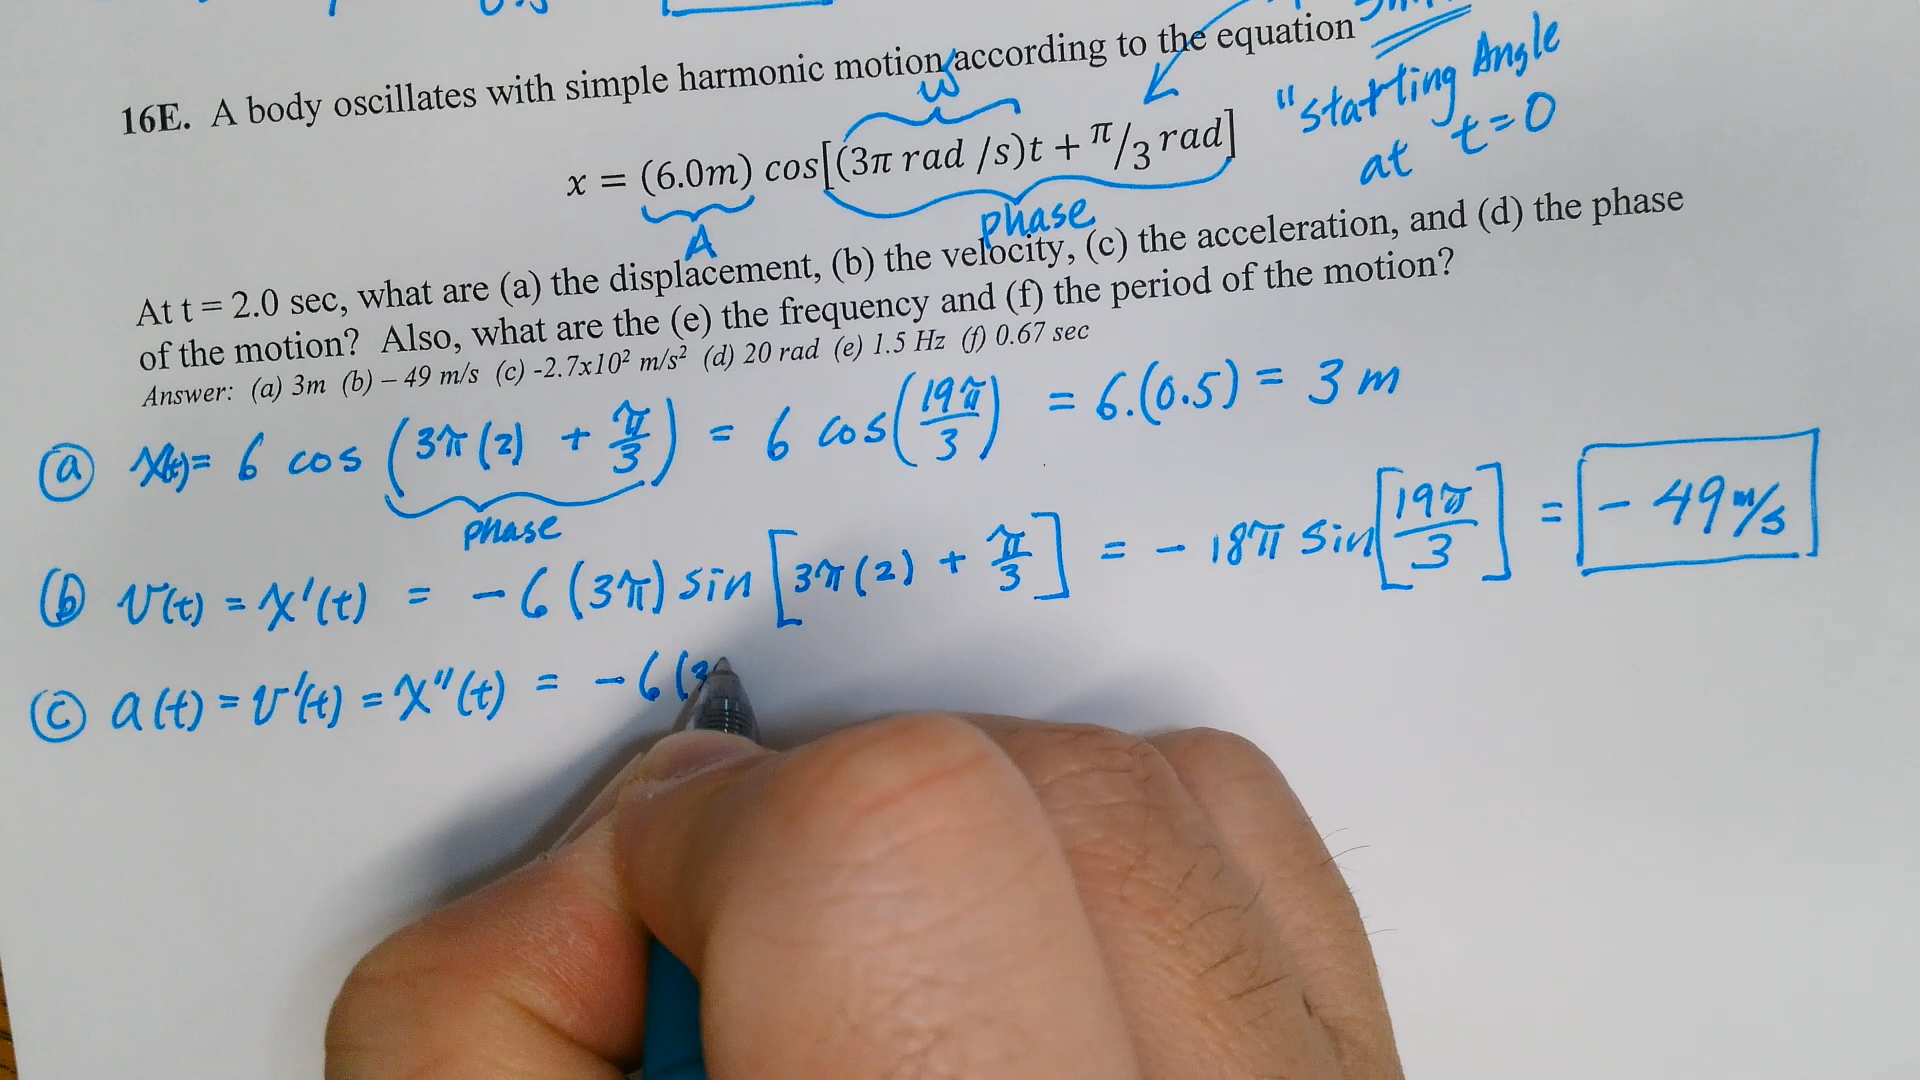 16E. A body oscillates with simple harmonic motion according to the equation
ω
"starting Angle
at t=0
x = (6.0m) cos[(3π rad /s)t + π/3 rad]
A
phase
At t = 2.0 sec, what are (a) the displacement, (b) the velocity, (c) the acceleration, and (d) the phase
of the motion? Also, what are the (e) the frequency and (f) the period of the motion?
Answer: (a) 3m (b) – 49 m/s (c) -2.7x10² m/s² (d) 20 rad (e) 1.5 Hz (f) 0.67 sec
(a) x(t)= 6 cos (3π(2) + π/3) = 6 cos(19π/3) = 6.(0.5) = 3 m
phase
(b) v(t) = x'(t) = -6 (3π) sin [3π(2) + π/3] = - 18π sin[19π/3] = - 49 m/s
(c) a(t) = v'(t) = x"(t) = -6(3